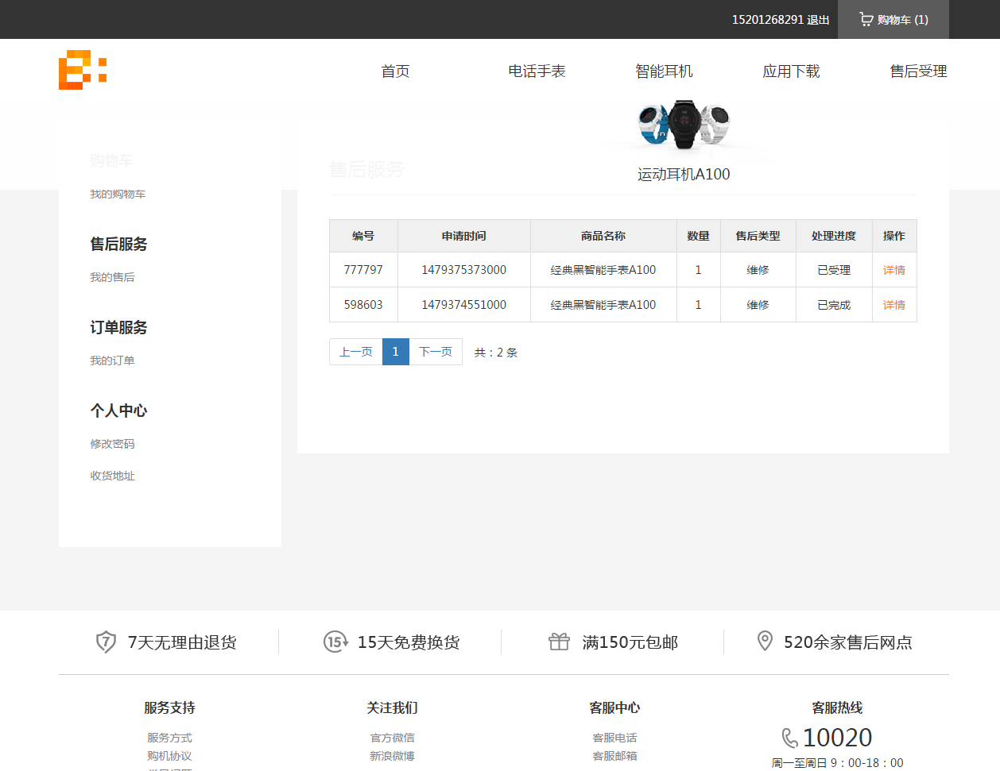 15201268291 退出 购物车 (1)
首页 电话手表 智能耳机 应用下载 售后受理
运动耳机A100
购物车
我的购物车
售后服务
我的售后
订单服务
我的订单
个人中心
修改密码
收货地址
售后服务
编号 申请时间 商品名称 数量 售后类型 处理进度 操作
777797 1479375373000 经典黑智能手表A100 1 维修 已受理 详情
598603 1479374551000 经典黑智能手表A100 1 维修 已完成 详情
上一页 1 下一页 共：2 条
7 7天无理由退货 15 15天免费换货 满150元包邮 520余家售后网点
服务支持 关注我们 客服中心 客服热线
服务方式 官方微信 客服电话 10020
购机协议 新浪微博 客服邮箱 周一至周日 9：00-18：00